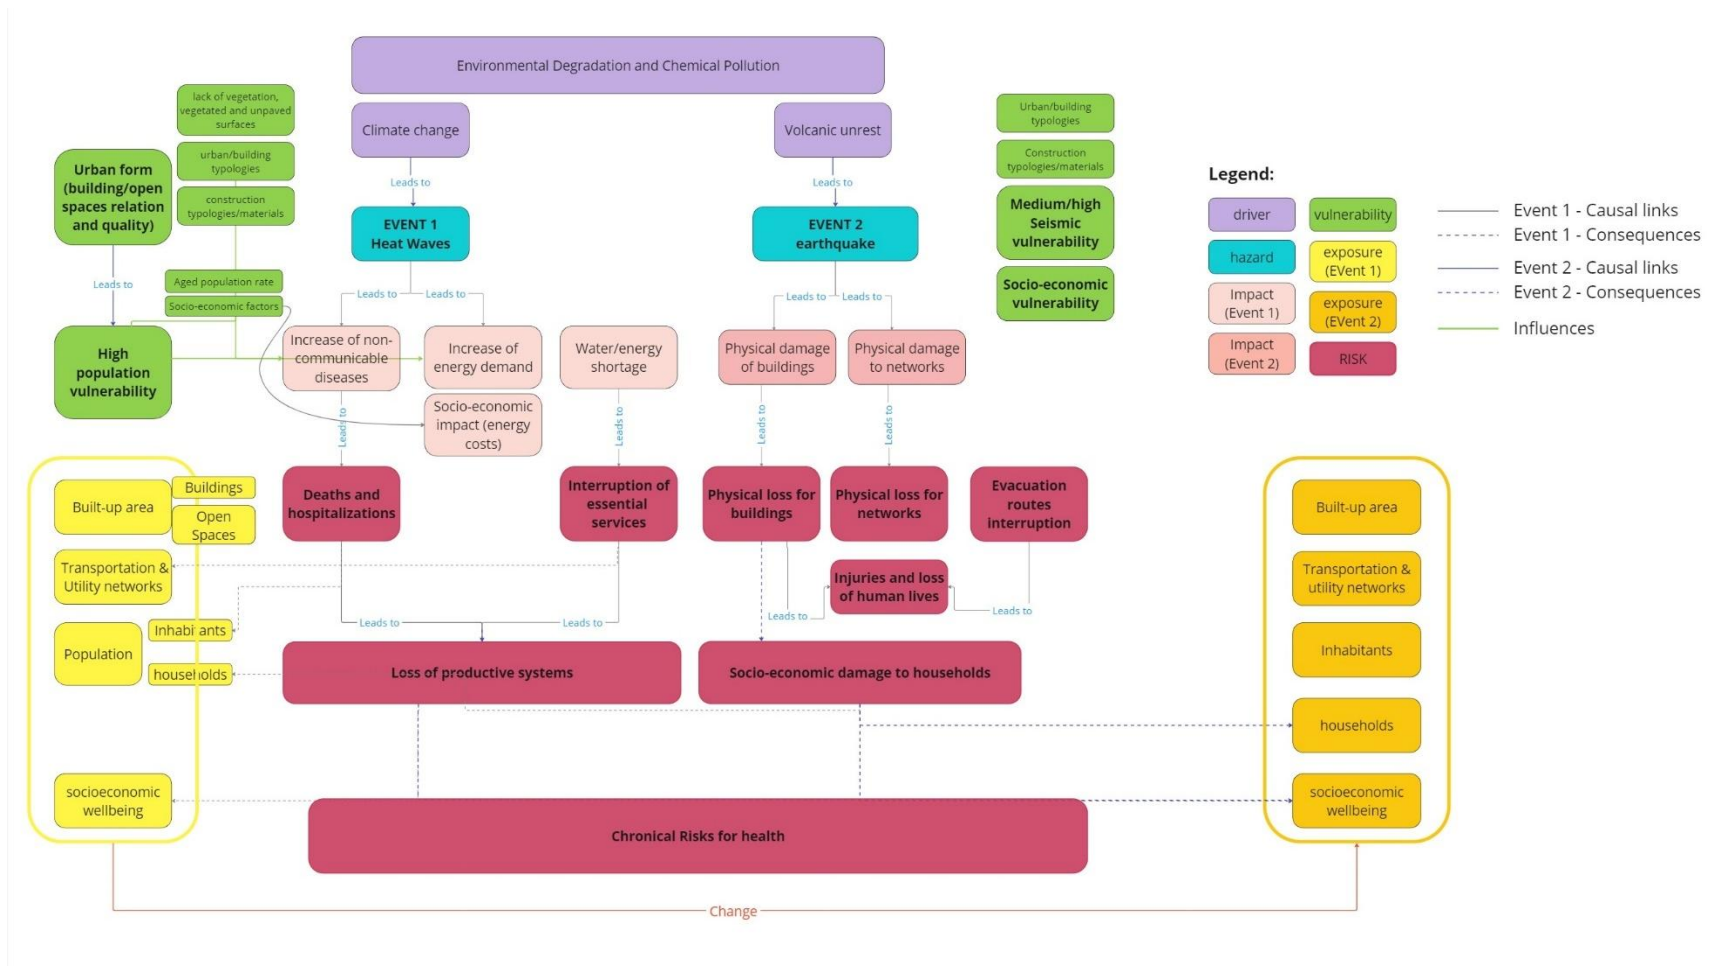 Environmental Degradation and Chemical Pollution
lack of vegetation,
vegetated and unpaved
surfaces
urban/building
typologies
construction
typologies/materials
Urban form
(building/open
spaces relation
and quality)
Leads to
Aged population rate
Socio-economic factors
High
population
vulnerability
Climate change
Leads to
EVENT 1
Heat Waves
Leads to
Leads to
Increase of non-
communicable
diseases
Increase of
energy demand
Socio-economic
impact (energy
costs)
Water/energy
shortage
Leads to
Leads to
Volcanic unrest
Leads to
EVENT 2
earthquake
Leads to
Leads to
Physical damage
of buildings
Physical damage
to networks
Leads to
Leads to
Urban/building
typologies
Construction
typologies/materials
Medium/high
Seismic
vulnerability
Socio-economic
vulnerability
Legend:
driver
vulnerability
hazard
exposure
(EVent 1)
Impact
(Event 1)
exposure
(EVent 2)
Impact
(Event 2)
RISK
Event 1 - Causal links
Event 1 - Consequences
Event 2 - Causal links
Event 2 - Consequences
Influences
Built-up area
Buildings
Open
Spaces
Transportation &
Utility networks
Population
Inhabitants
households
socioeconomic
wellbeing
Deaths and
hospitalizations
Interruption of
essential
services
Physical loss for
buildings
Physical loss for
networks
Evacuation
routes
interruption
Injuries and loss
of human lives
Leads to
Leads to
Leads to
Leads to
Loss of productive systems
Socio-economic damage to households
Chronical Risks for health
Built-up area
Transportation &
utility networks
Inhabitants
households
socioeconomic
wellbeing
Change